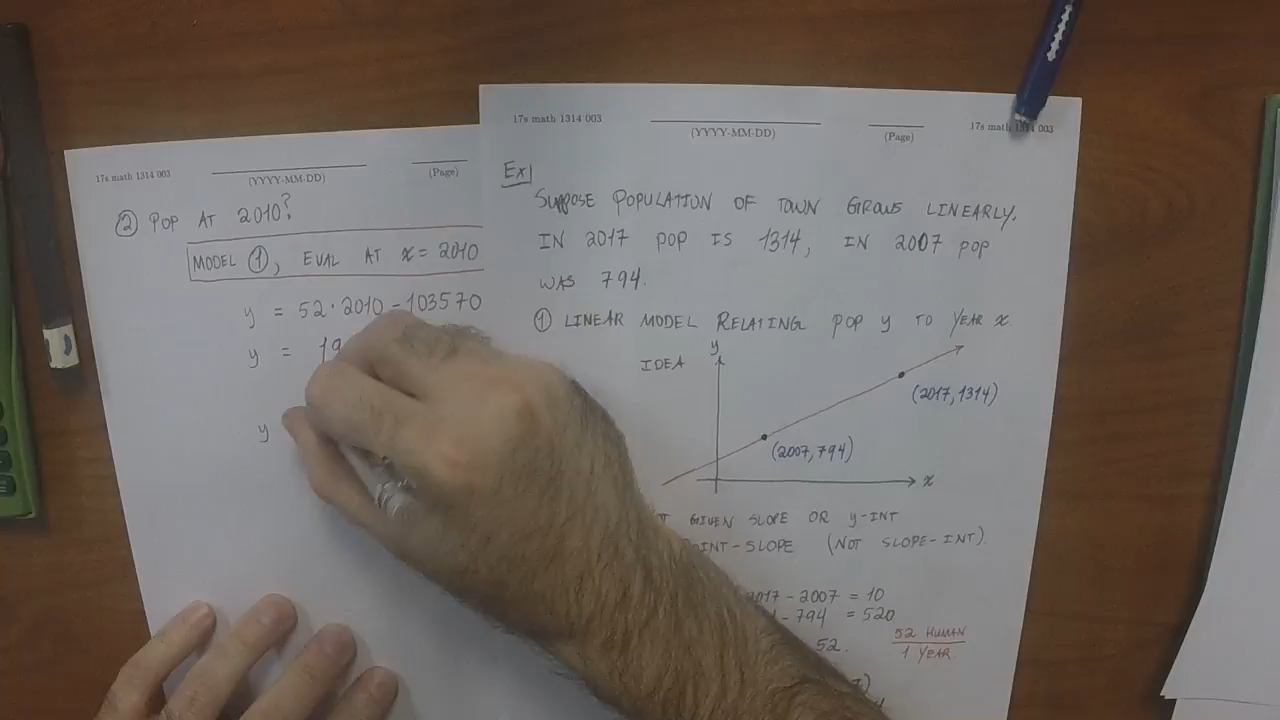 17s math 1314 003
(YYYY-MM-DD)
(Page)
② POP AT 2010?
MODEL ①, EVAL AT x = 2010
y = 52·2010 - 103570
y = 19
y
17s math 1314 003
(YYYY-MM-DD)
(Page)
17s math 1314 003
Ex
SUPPOSE POPULATION OF TOWN GROWS LINEARLY.
IN 2017 POP IS 1314, IN 2007 POP
WAS 794.
① LINEAR MODEL RELATING POP y TO YEAR x.
IDEA
y
(2017, 1314)
(2007, 794)
x
GIVEN SLOPE OR y-INT
INT-SLOPE (NOT SLOPE-INT).
2017 - 2007 = 10
- 794 = 520
52.
52 HUMAN
1 YEAR.